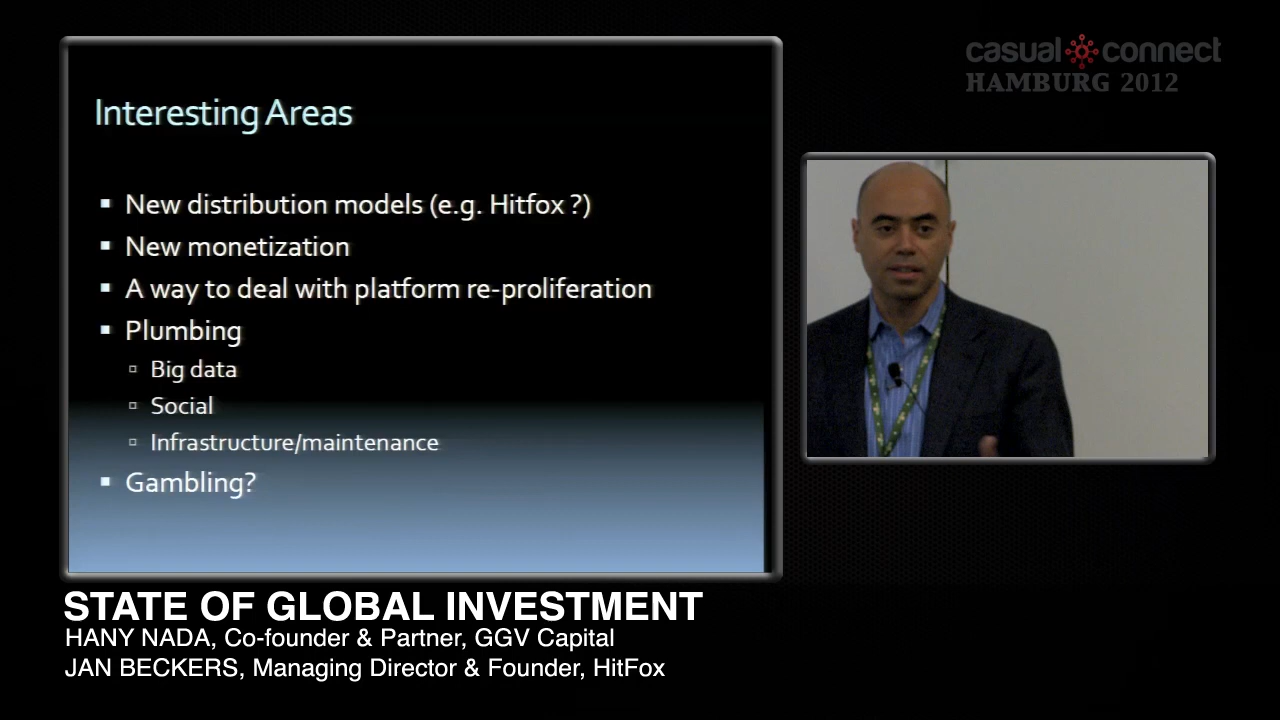 casual connect
HAMBURG 2012
Interesting Areas
New distribution models (e.g. Hitfox ?)
New monetization
A way to deal with platform re-proliferation
Plumbing
Big data
Social
Infrastructure/maintenance
Gambling?
STATE OF GLOBAL INVESTMENT
HANY NADA, Co-founder & Partner, GGV Capital
JAN BECKERS, Managing Director & Founder, HitFox